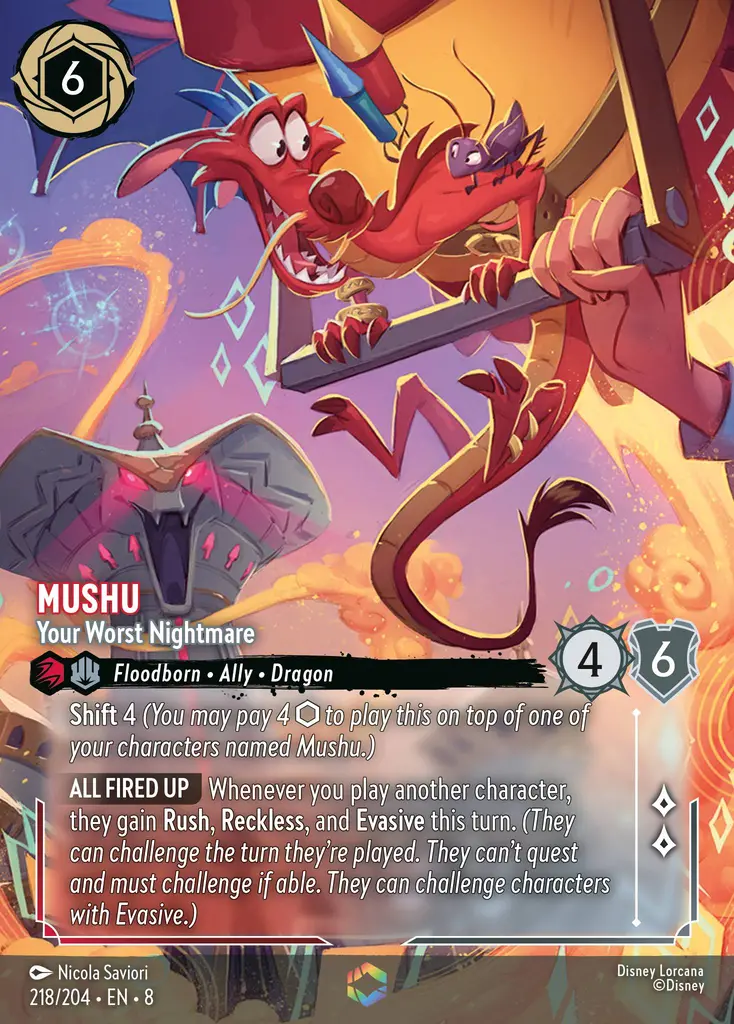 6
MUSHU
Your Worst Nightmare
Floodborn • Ally • Dragon
4
6
Shift 4 (You may pay 4 ⬡ to play this on top of one of
your characters named Mushu.)
ALL FIRED UP Whenever you play another character,
they gain Rush, Reckless, and Evasive this turn. (They
can challenge the turn they're played. They can't quest
and must challenge if able. They can challenge characters
with Evasive.)
Nicola Saviori
218/204 • EN • 8
Disney Lorcana
©Disney